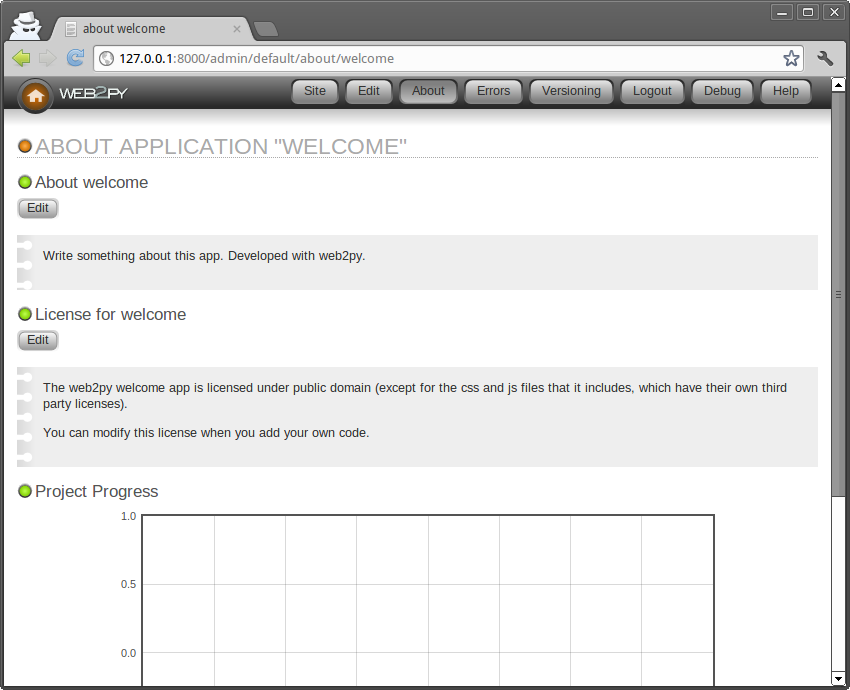 about welcome
127.0.0.1:8000/admin/default/about/welcome
WEB2PY
Site Edit About Errors Versioning Logout Debug Help
ABOUT APPLICATION "WELCOME"
About welcome
Edit
Write something about this app. Developed with web2py.
License for welcome
Edit
The web2py welcome app is licensed under public domain (except for the css and js files that it includes, which have their own third
party licenses).
You can modify this license when you add your own code.
Project Progress
1.0
0.5
0.0